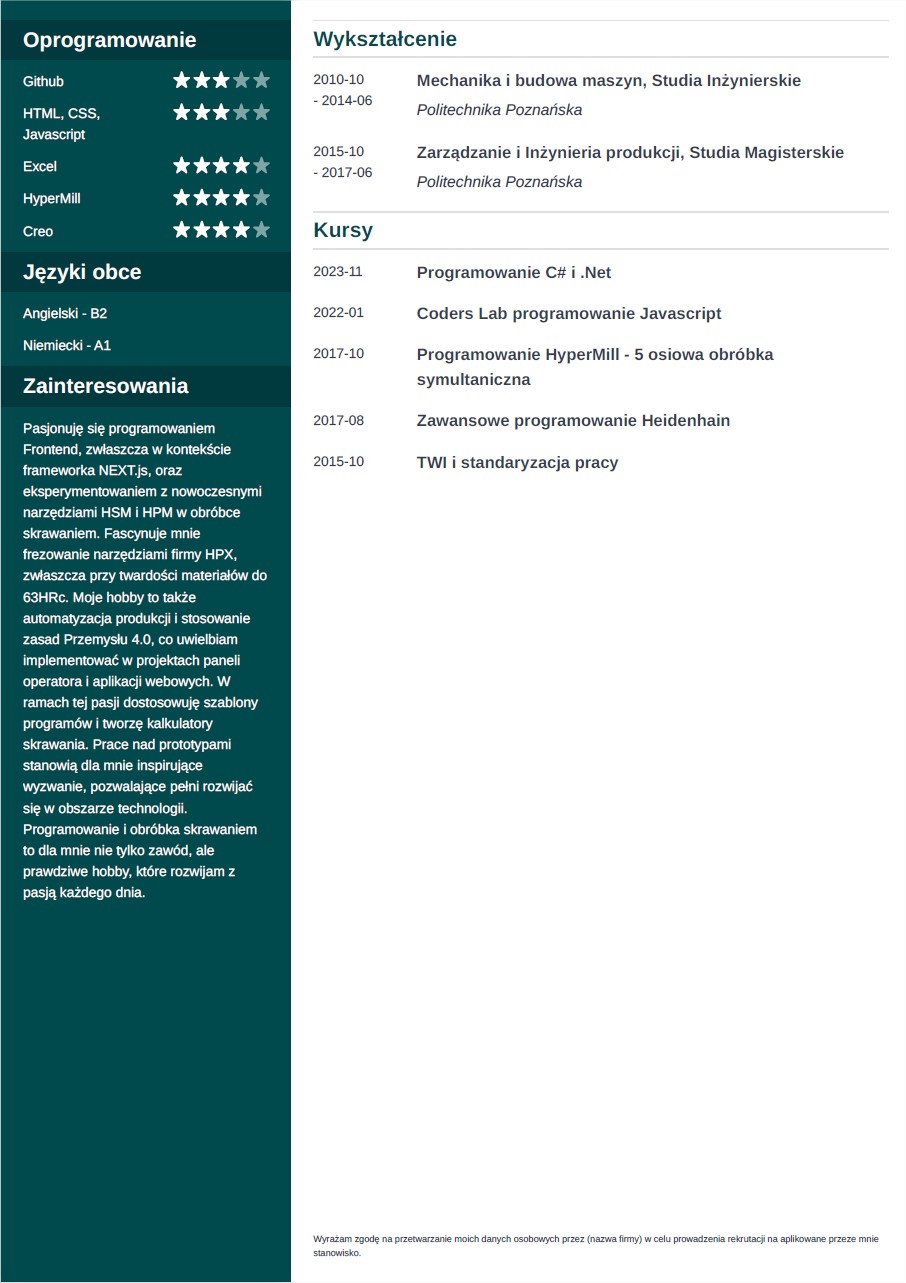 Oprogramowanie
Github
HTML, CSS,
Javascript
Excel
HyperMill
Creo
Języki obce
Angielski - B2
Niemiecki - A1
Zainteresowania
Pasjonuję się programowaniem
Frontend, zwłaszcza w kontekście
frameworka NEXT.js, oraz
eksperymentowaniem z nowoczesnymi
narzędziami HSM i HPM w obróbce
skrawaniem. Fascynuje mnie
frezowanie narzędziami firmy HPX,
zwłaszcza przy twardości materiałów do
63HRc. Moje hobby to także
automatyzacja produkcji i stosowanie
zasad Przemysłu 4.0, co uwielbiam
implementować w projektach paneli
operatora i aplikacji webowych. W
ramach tej pasji dostosowuję szablony
programów i tworzę kalkulatory
skrawania. Prace nad prototypami
stanowią dla mnie inspirujące
wyzwanie, pozwalające pełni rozwijać
się w obszarze technologii.
Programowanie i obróbka skrawaniem
to dla mnie nie tylko zawód, ale
prawdziwe hobby, które rozwijam z
pasją każdego dnia.
Wykształcenie
2010-10
- 2014-06
Mechanika i budowa maszyn, Studia Inżynierskie
Politechnika Poznańska
2015-10
- 2017-06
Zarządzanie i Inżynieria produkcji, Studia Magisterskie
Politechnika Poznańska
Kursy
2023-11 Programowanie C# i .Net
2022-01 Coders Lab programowanie Javascript
2017-10 Programowanie HyperMill - 5 osiowa obróbka
symultaniczna
2017-08 Zawansowe programowanie Heidenhain
2015-10 TWI i standaryzacja pracy
Wyrażam zgodę na przetwarzanie moich danych osobowych przez (nazwa firmy) w celu prowadzenia rekrutacji na aplikowane przeze mnie
stanowisko.